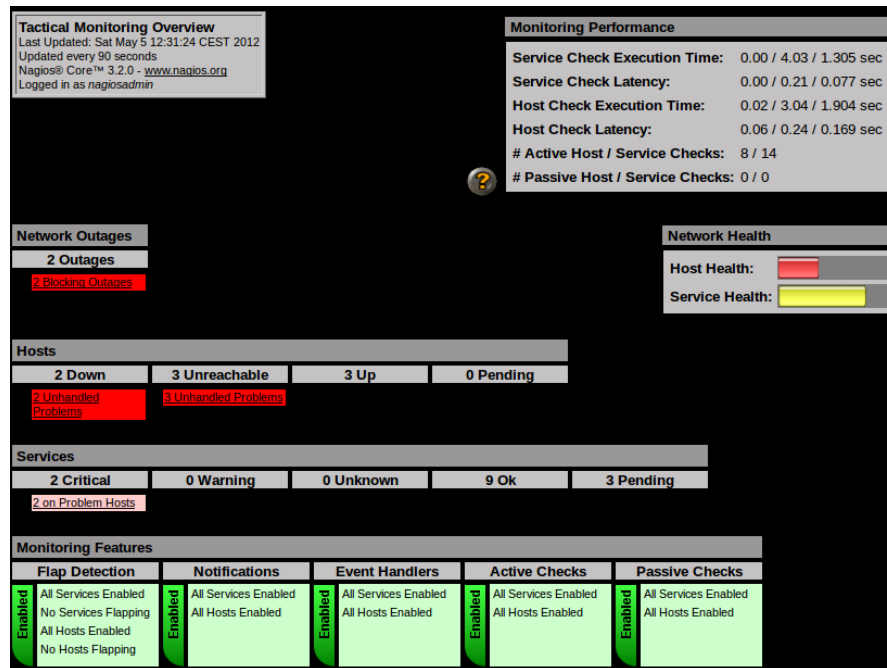 Tactical Monitoring Overview
Last Updated: Sat May 5 12:31:24 CEST 2012
Updated every 90 seconds
Nagios® Core™ 3.2.0 - www.nagios.org
Logged in as nagiosadmin
Monitoring Performance
Service Check Execution Time: 0.00 / 4.03 / 1.305 sec
Service Check Latency: 0.00 / 0.21 / 0.077 sec
Host Check Execution Time: 0.02 / 3.04 / 1.904 sec
Host Check Latency: 0.06 / 0.24 / 0.169 sec
# Active Host / Service Checks: 8 / 14
# Passive Host / Service Checks: 0 / 0
?
Network Outages
2 Outages
2 Blocking Outages
Network Health
Host Health:
Service Health:
Hosts
2 Down 3 Unreachable 3 Up 0 Pending
2 Unhandled
Problems
3 Unhandled Problems
Services
2 Critical 0 Warning 0 Unknown 9 Ok 3 Pending
2 on Problem Hosts
Monitoring Features
Flap Detection Notifications Event Handlers Active Checks Passive Checks
Enabled
All Services Enabled
No Services Flapping
All Hosts Enabled
No Hosts Flapping
Enabled
All Services Enabled
All Hosts Enabled
Enabled
All Services Enabled
All Hosts Enabled
Enabled
All Services Enabled
All Hosts Enabled
Enabled
All Services Enabled
All Hosts Enabled